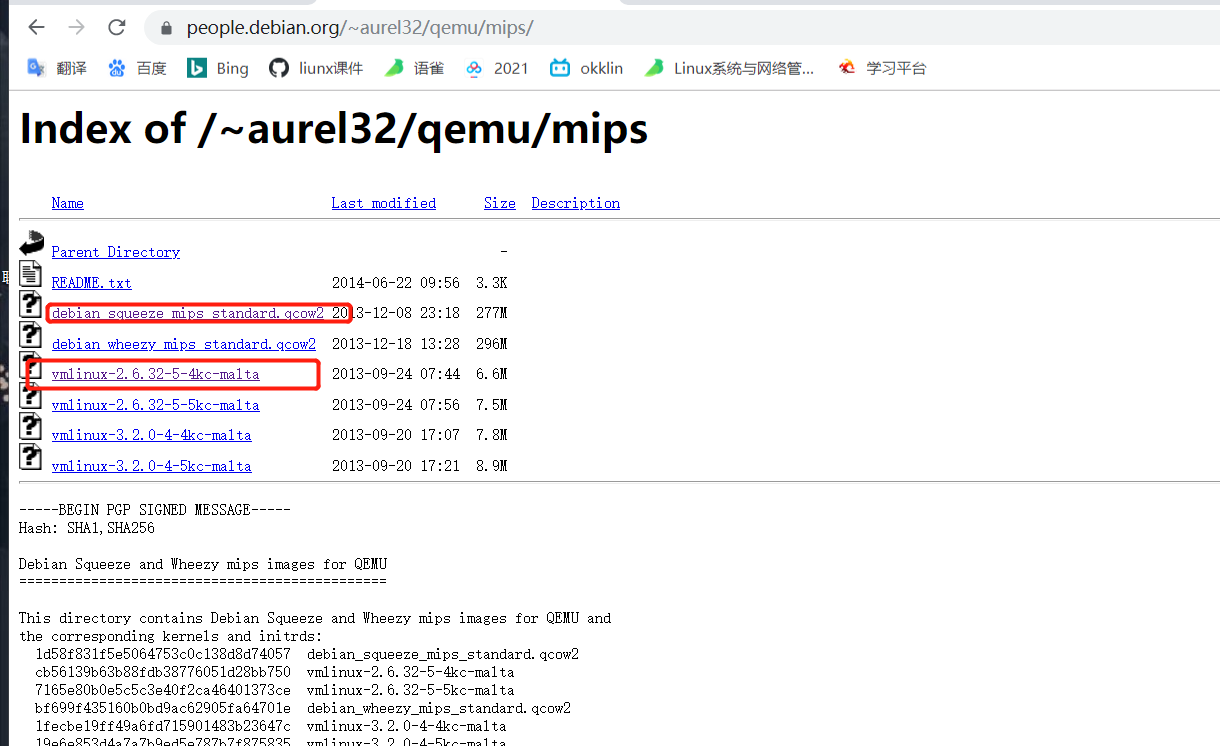 people.debian.org/~aurel32/qemu/mips/
翻译 百度 Bing liunx课件 语雀 2021 okklin Linux系统与网络管... 学习平台
Index of /~aurel32/qemu/mips
Name Last modified Size Description
Parent Directory -
README.txt 2014-06-22 09:56 3.3K
debian_squeeze_mips_standard.qcow2 2013-12-08 23:18 277M
debian_wheezy_mips_standard.qcow2 2013-12-18 13:28 296M
vmlinux-2.6.32-5-4kc-malta 2013-09-24 07:44 6.6M
vmlinux-2.6.32-5-5kc-malta 2013-09-24 07:56 7.5M
vmlinux-3.2.0-4-4kc-malta 2013-09-20 17:07 7.8M
vmlinux-3.2.0-4-5kc-malta 2013-09-20 17:21 8.9M
-----BEGIN PGP SIGNED MESSAGE-----
Hash: SHA1,SHA256
Debian Squeeze and Wheezy mips images for QEMU
==============================================
This directory contains Debian Squeeze and Wheezy mips images for QEMU and
the corresponding kernels and initrds:
1d58f831f5e5064753c0c138d8d74057 debian_squeeze_mips_standard.qcow2
cb56139b63b88fdb38776051d28bb750 vmlinux-2.6.32-5-4kc-malta
7165e80b0e5c5c3e40f2ca46401373ce vmlinux-2.6.32-5-5kc-malta
bf699f435160b0bd9ac62905fa64701e debian_wheezy_mips_standard.qcow2
1fecbe19ff49a6fd715901483b23647c vmlinux-3.2.0-4-4kc-malta
19e6e853d4a7a7b9ed5e787b7f875835 vmlinux-3.2.0-4-5kc-malta